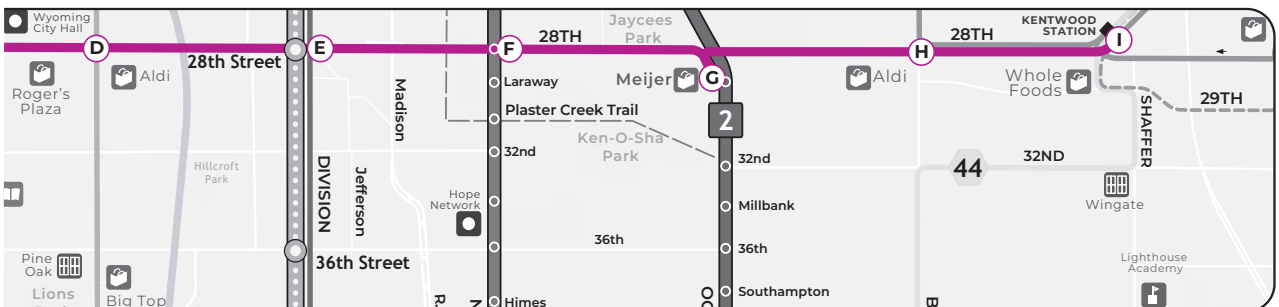 Wyoming
City Hall
D
Aldi
Roger's
Plaza
28th Street
E
F
28TH
Jaycees
Park
Meijer
G
Aldi
H
28TH
KENTWOOD
STATION
I
Whole
Foods
29TH
SHAFFER
Laraway
Plaster Creek Trail
Ken-O-Sha
Park
2
Madison
32nd
32nd
32ND
44
Wingate
Hillcroft
Park
DIVISION
Jefferson
Hope
Network
Millbank
36th
36th
36th Street
Pine
Oak
Lions
Big Top
Himes
Southampton
Lighthouse
Academy